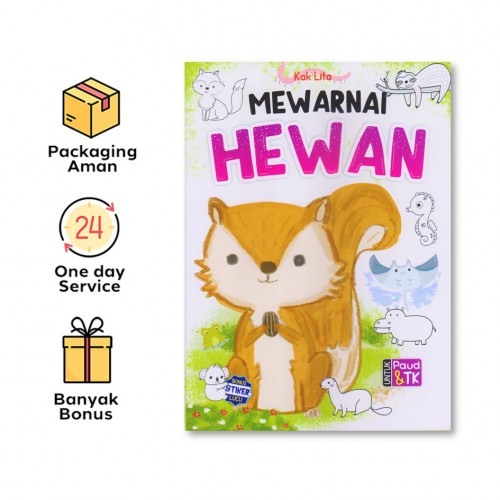 Packaging
Aman
24
One day
Service
Banyak
Bonus
Kak Lita
MEWARNAI
HEWAN
BONUS
STIKER
LUCU
UNTUK
Paud
&TK